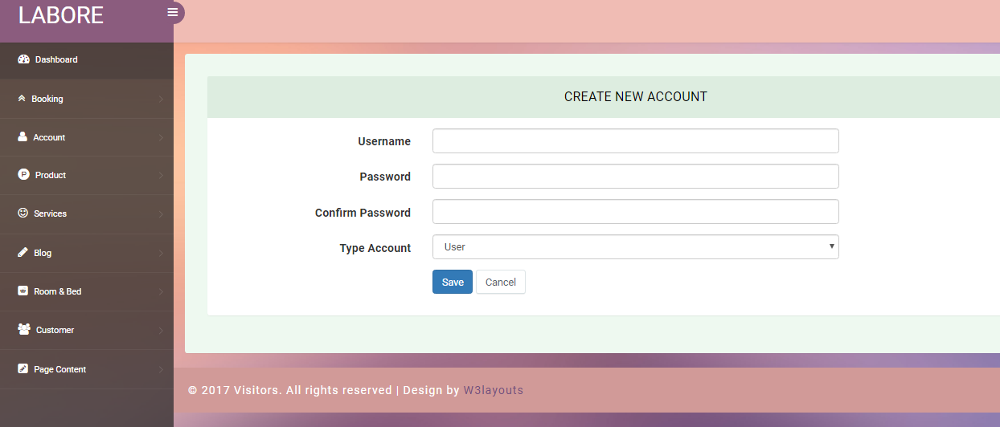 LABORE
Dashboard
Booking
Account
Product
Services
Blog
Room & Bed
Customer
Page Content
CREATE NEW ACCOUNT
Username
Password
Confirm Password
Type Account
User
Save Cancel
© 2017 Visitors. All rights reserved | Design by W3layouts